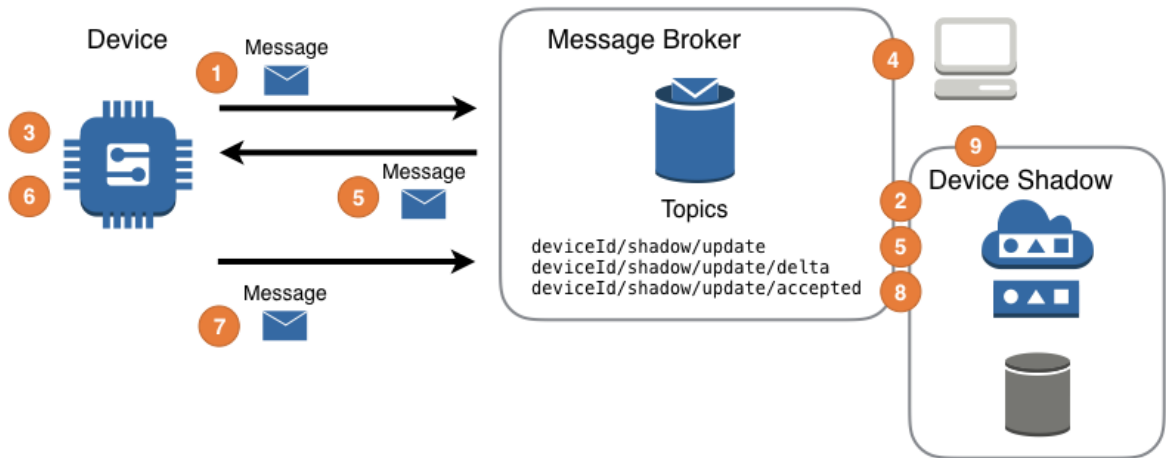 Device
Message
1
3
6
Message
5
Message
7
Message Broker
Topics
deviceId/shadow/update
deviceId/shadow/update/delta
deviceId/shadow/update/accepted
4
9
Device Shadow
2
5
8